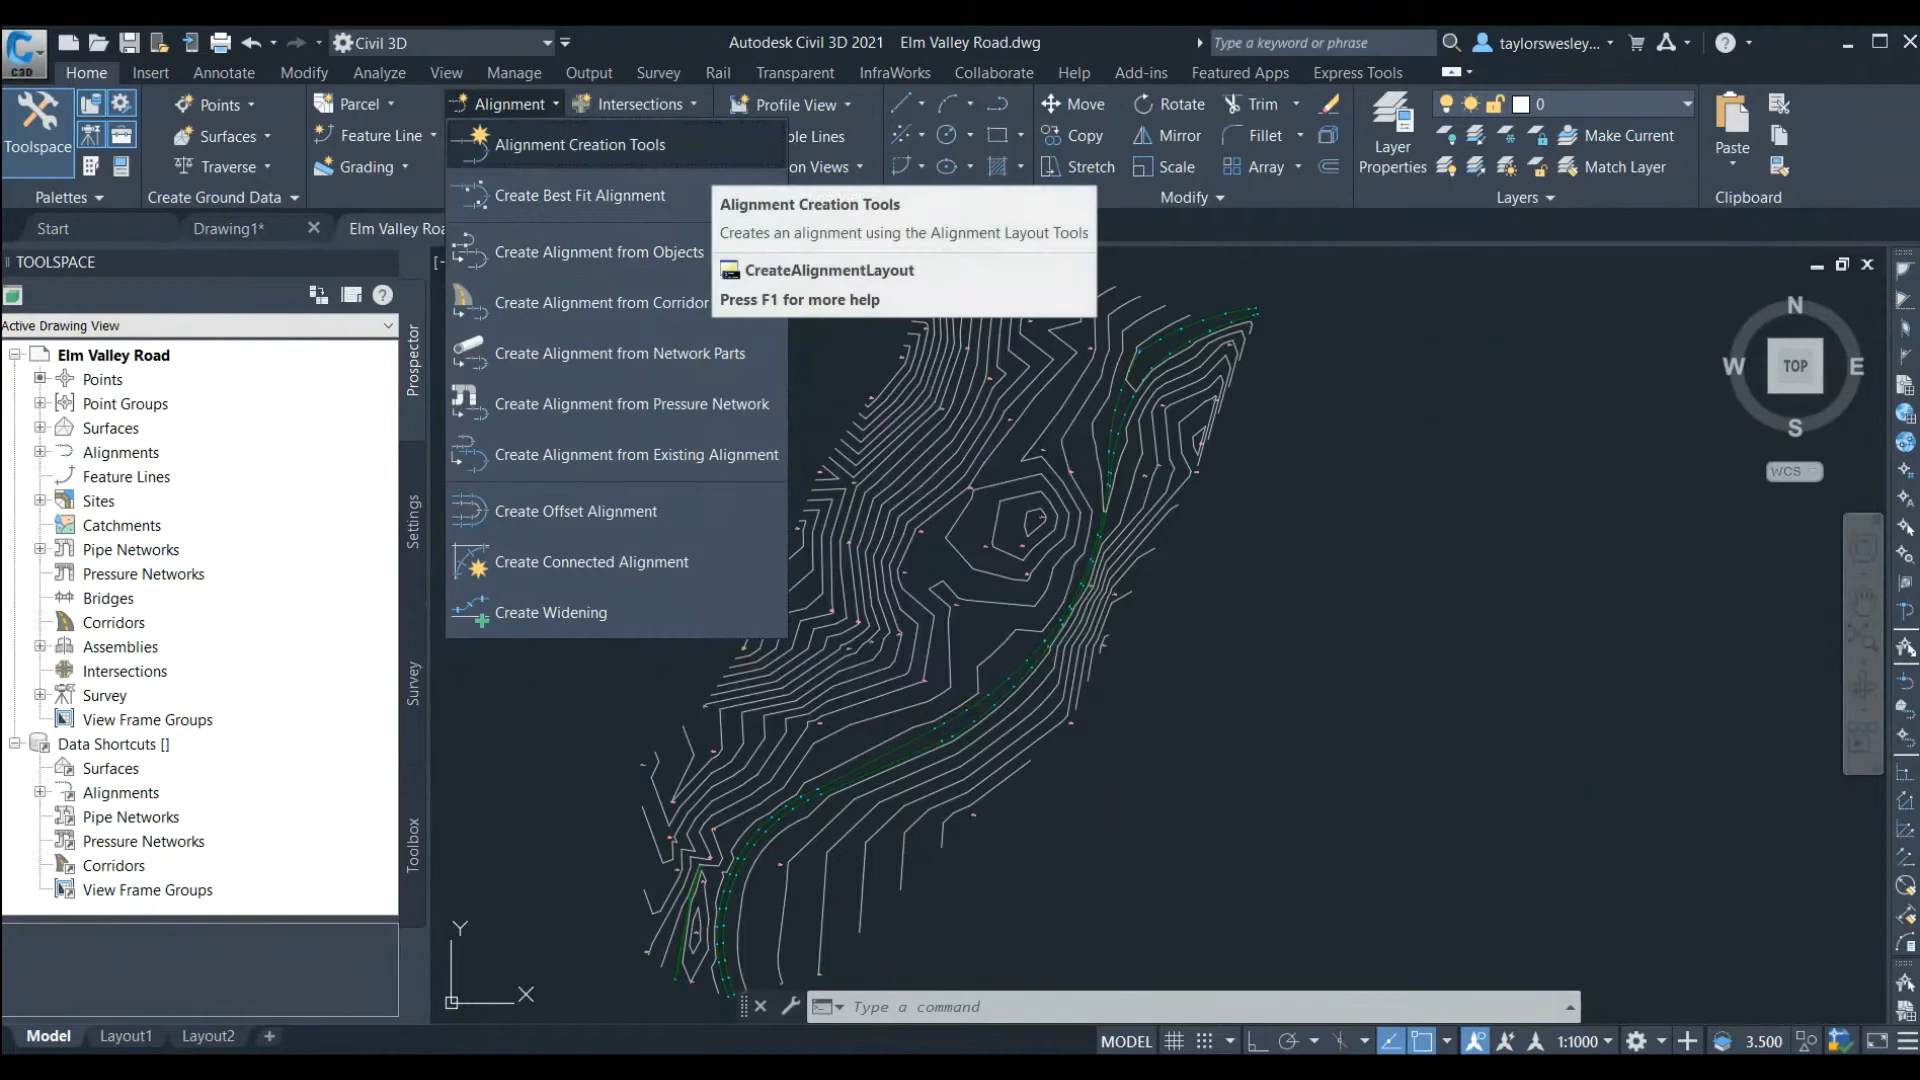 C3D
Civil 3D
Autodesk Civil 3D 2021 Elm Valley Road.dwg
Type a keyword or phrase
taylorswesley...
Home Insert Annotate Modify Analyze View Manage Output Survey Rail Transparent InfraWorks Collaborate Help Add-ins Featured Apps Express Tools
Toolspace
Palettes
Points
Surfaces
Traverse
Create Ground Data
Parcel
Feature Line
Grading
Alignment
Intersections
Profile View
ple Lines
on Views
Move Rotate Trim
Copy Mirror Fillet
Stretch Scale Array
Modify
Layer
Properties
0
Make Current
Match Layer
Layers
Paste
Clipboard
Alignment Creation Tools
Create Best Fit Alignment
Create Alignment from Objects
Create Alignment from Corridor
Create Alignment from Network Parts
Create Alignment from Pressure Network
Create Alignment from Existing Alignment
Create Offset Alignment
Create Connected Alignment
Create Widening
Alignment Creation Tools
Creates an alignment using the Alignment Layout Tools
CreateAlignmentLayout
Press F1 for more help
Start Drawing1* Elm Valley Roa
TOOLSPACE
[-
Active Drawing View
Elm Valley Road
Points
Point Groups
Surfaces
Alignments
Feature Lines
Sites
Catchments
Pipe Networks
Pressure Networks
Bridges
Corridors
Assemblies
Intersections
Survey
View Frame Groups
Data Shortcuts []
Surfaces
Alignments
Pipe Networks
Pressure Networks
Corridors
View Frame Groups
Prospector
Settings
Survey
Toolbox
N
W TOP E
S
WCS
Y
X
Type a command
Model Layout1 Layout2 +
MODEL
1:1000
3.500